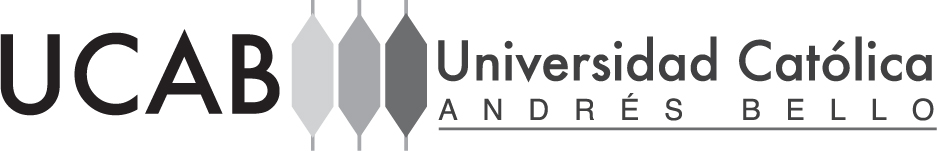 UCAB
Universidad Católica
ANDRÉS BELLO